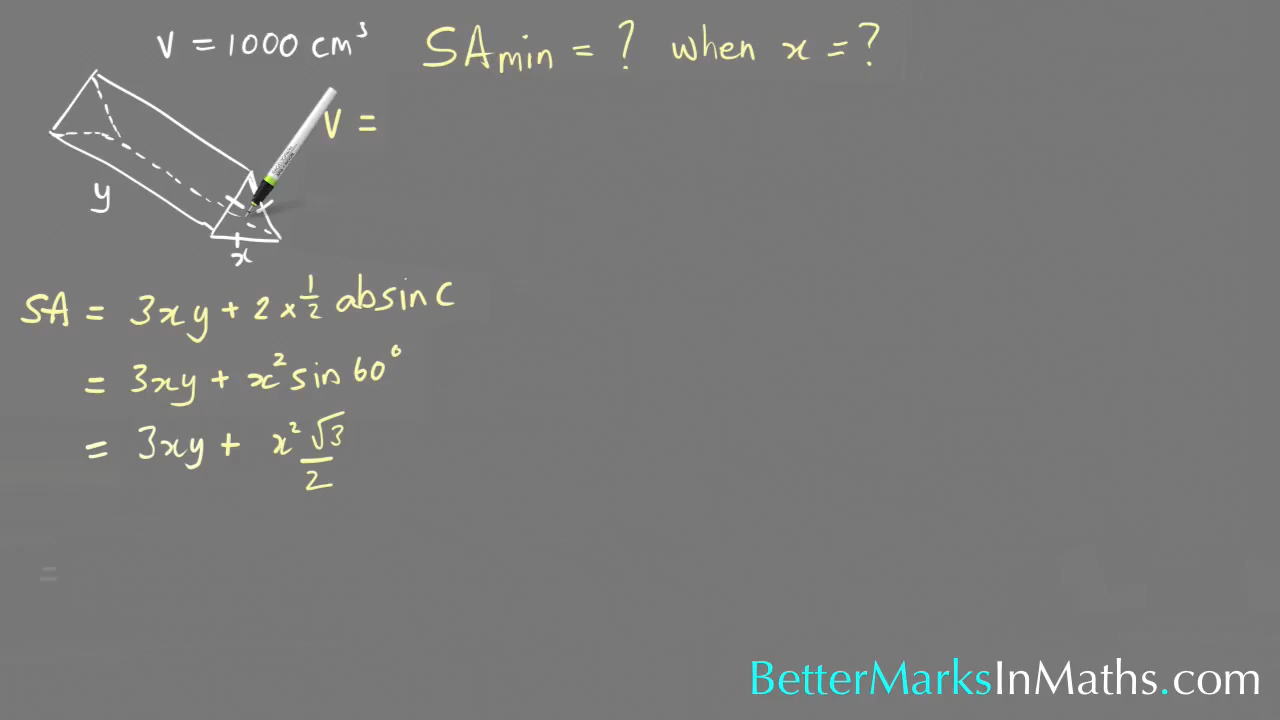 V = 1000 cm³
SAmin = ? when x = ?
V =
y
x
SA = 3xy + 2 × 1/2 absinC
= 3xy + x² sin 60°
= 3xy + x² √3/2
=
BetterMarksInMaths.com